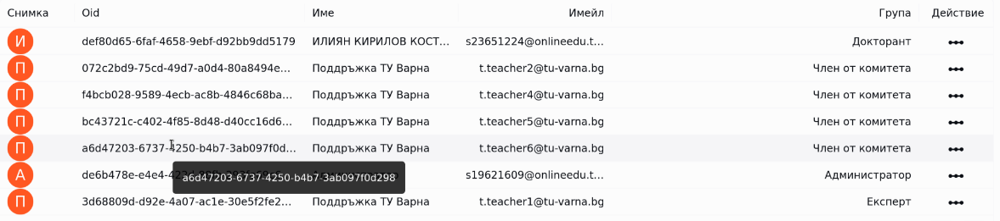 Снимка Oid Име Имейл Група Действие
И def80d65-6faf-4658-9ebf-d92bb9dd5179 ИЛИЯН КИРИЛОВ КОСТ... s23651224@onlineedu.t... Докторант
П 072c2bd9-75cd-49d7-a0d4-80a8494e... Поддръжка ТУ Варна t.teacher2@tu-varna.bg Член от комитета
П f4bcb028-9589-4ecb-ac8b-4846c68ba... Поддръжка ТУ Варна t.teacher4@tu-varna.bg Член от комитета
П bc43721c-c402-4f85-8d48-d40cc16d6... Поддръжка ТУ Варна t.teacher5@tu-varna.bg Член от комитета
П a6d47203-6737-4250-b4b7-3ab097f0d... Поддръжка ТУ Варна t.teacher6@tu-varna.bg Член от комитета
А de6b478e-e4e4- s19621609@onlineedu.t... Администратор
a6d47203-6737-4250-b4b7-3ab097f0d298
П 3d68809d-d92e-4a07-ac1e-30e5f2fe2... Поддръжка ТУ Варна t.teacher1@tu-varna.bg Експерт